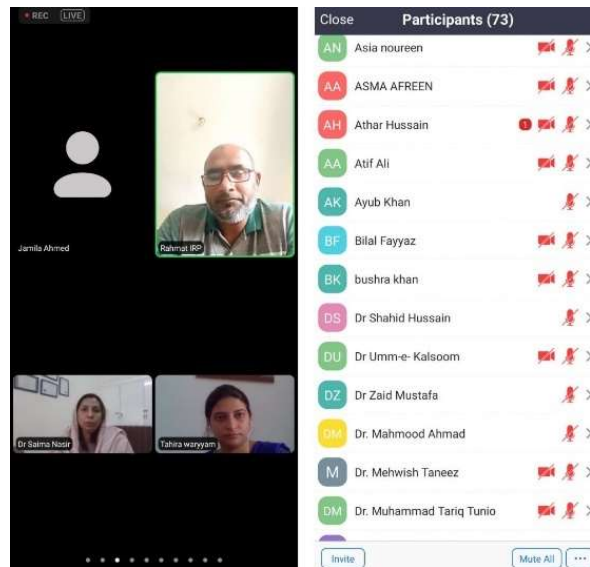 REC LIVE
Jamila Ahmed
Rahmat IRP
Dr Saima Nasir
Tahira waryyam
Close Participants (73)
AN Asia noureen
AA ASMA AFREEN
AH Athar Hussain 1
AA Atif Ali
AK Ayub Khan
BF Bilal Fayyaz
BK bushra khan
DS Dr Shahid Hussain
DU Dr Umm-e- Kalsoom
DZ Dr Zaid Mustafa
DM Dr. Mahmood Ahmad
M Dr. Mehwish Taneez
DM Dr. Muhammad Tariq Tunio
Invite Mute All ...